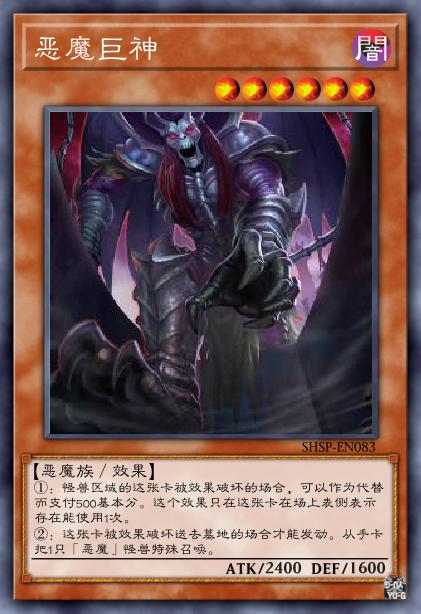 恶魔巨神
闇
SHSP-EN083
【恶魔族 / 效果】
①：怪兽区域的这张卡被效果破坏的场合，可以作为代替
而支付500基本分。这个效果只在这张卡在场上表侧表示
存在能使用1次。
②：这张卡被效果破坏送去墓地的场合才能发动。从手卡
把1只「恶魔」怪兽特殊召唤。
ATK/2400 DEF/1600